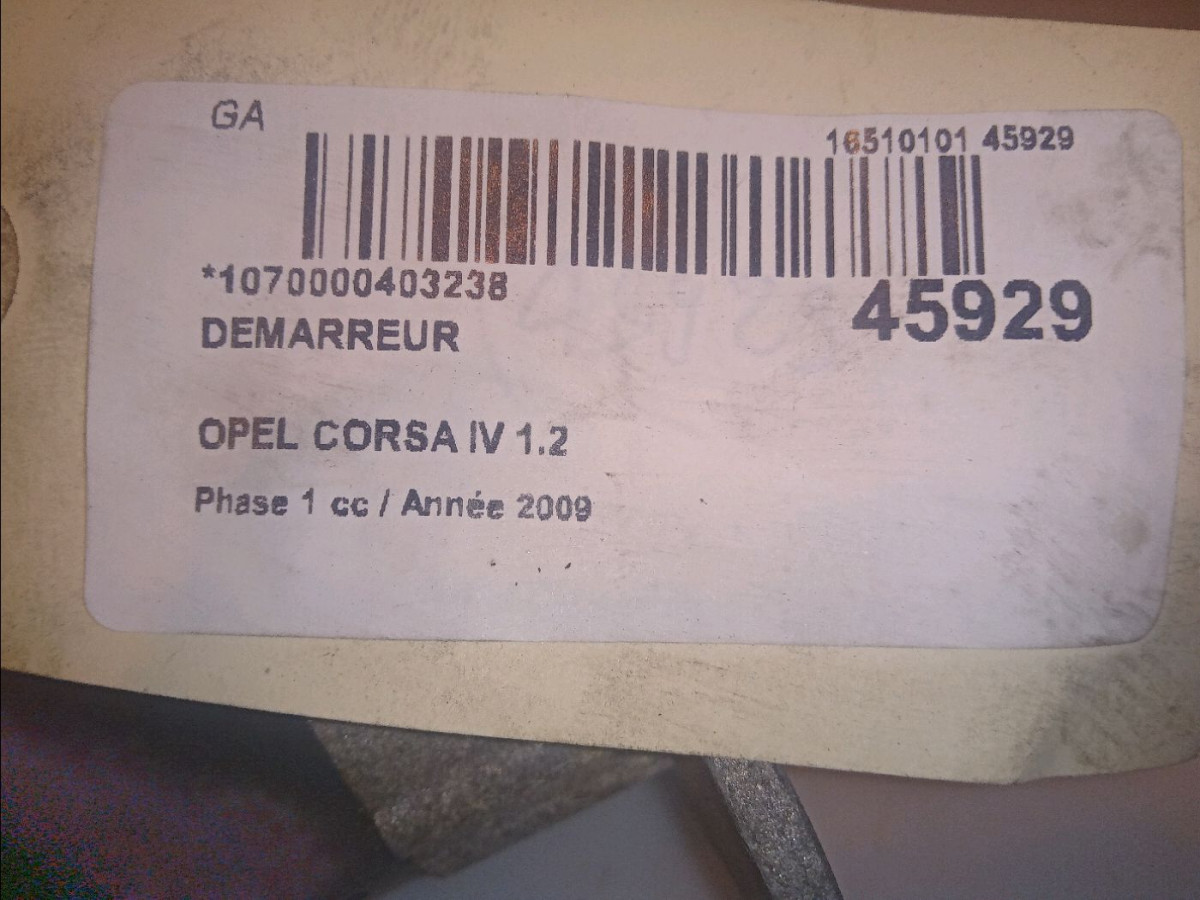 GA
16510101 45929
*1070000403238
45929
DEMARREUR
OPEL CORSA IV 1.2
Phase 1 cc / Année 2009